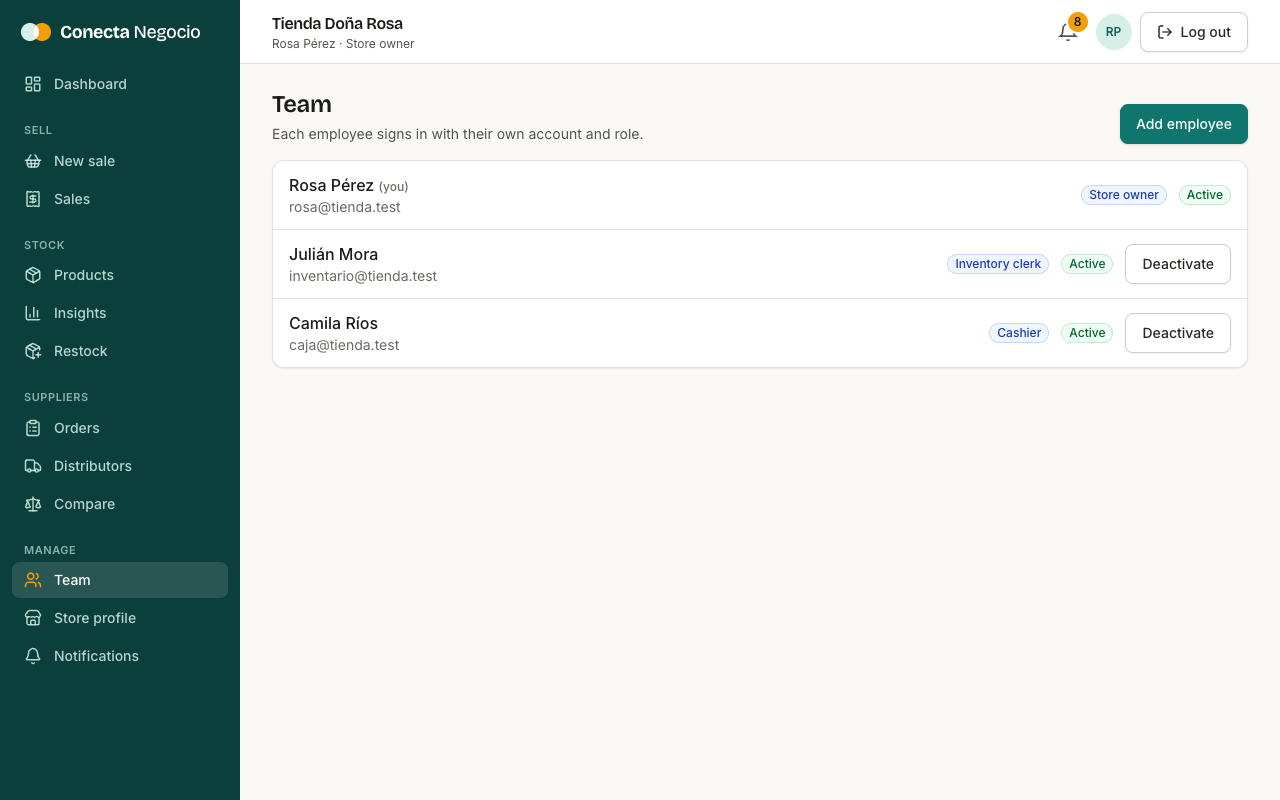 Conecta Negocio
Dashboard
SELL
New sale
Sales
STOCK
Products
Insights
Restock
SUPPLIERS
Orders
Distributors
Compare
MANAGE
Team
Store profile
Notifications
Tienda Doña Rosa
Rosa Pérez · Store owner
8
RP
Log out
Team
Each employee signs in with their own account and role.
Add employee
Rosa Pérez (you)
rosa@tienda.test
Store owner
Active
Julián Mora
inventario@tienda.test
Inventory clerk
Active
Deactivate
Camila Ríos
caja@tienda.test
Cashier
Active
Deactivate